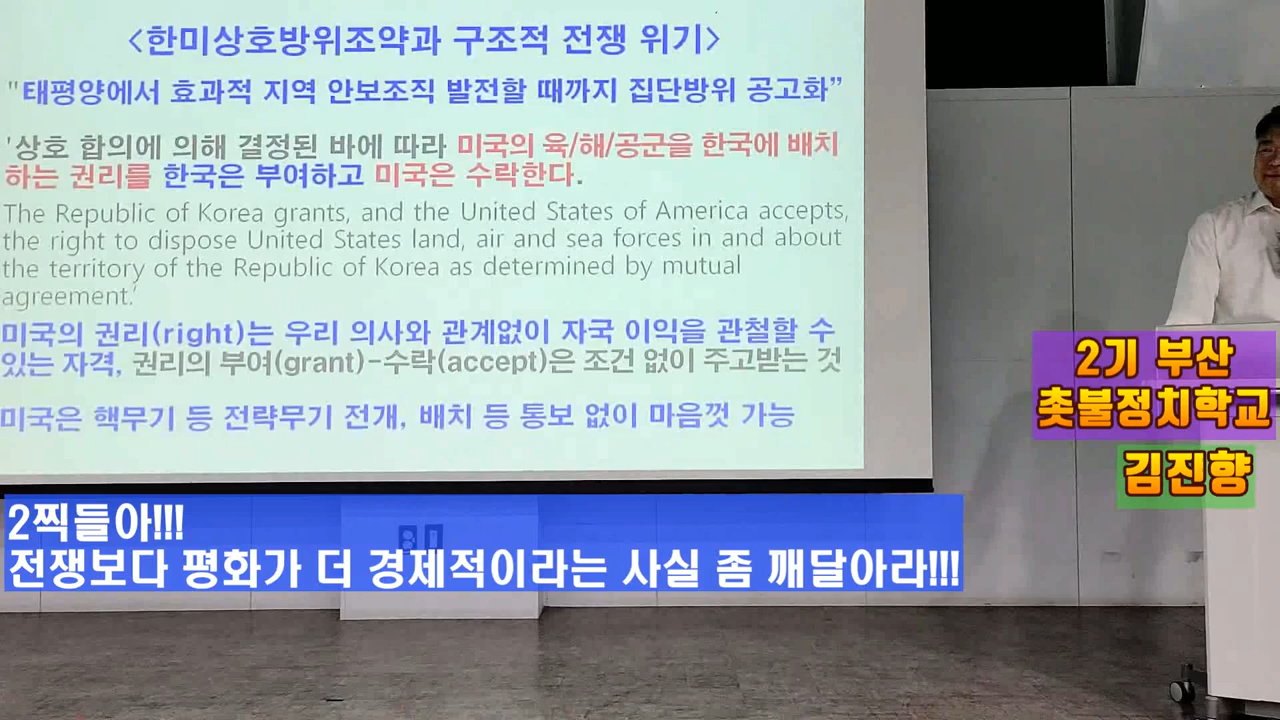 <한미상호방위조약과 구조적 전쟁 위기>
"태평양에서 효과적 지역 안보조직 발전할 때까지 집단방위 공고화”
'상호 합의에 의해 결정된 바에 따라 미국의 육/해/공군을 한국에 배치
하는 권리를 한국은 부여하고 미국은 수락한다.
The Republic of Korea grants, and the United States of America accepts,
the right to dispose United States land, air and sea forces in and about
the territory of the Republic of Korea as determined by mutual
agreement.'
미국의 권리(right)는 우리 의사와 관계없이 자국 이익을 관철할 수
있는 자격, 권리의 부여(grant)-수락(accept)은 조건 없이 주고받는 것
미국은 핵무기 등 전략무기 전개, 배치 등 통보 없이 마음껏 가능
2기 부산
촛불정치학교
김진향
2찍들아!!!
전쟁보다 평화가 더 경제적이라는 사실 좀 깨달아라!!!